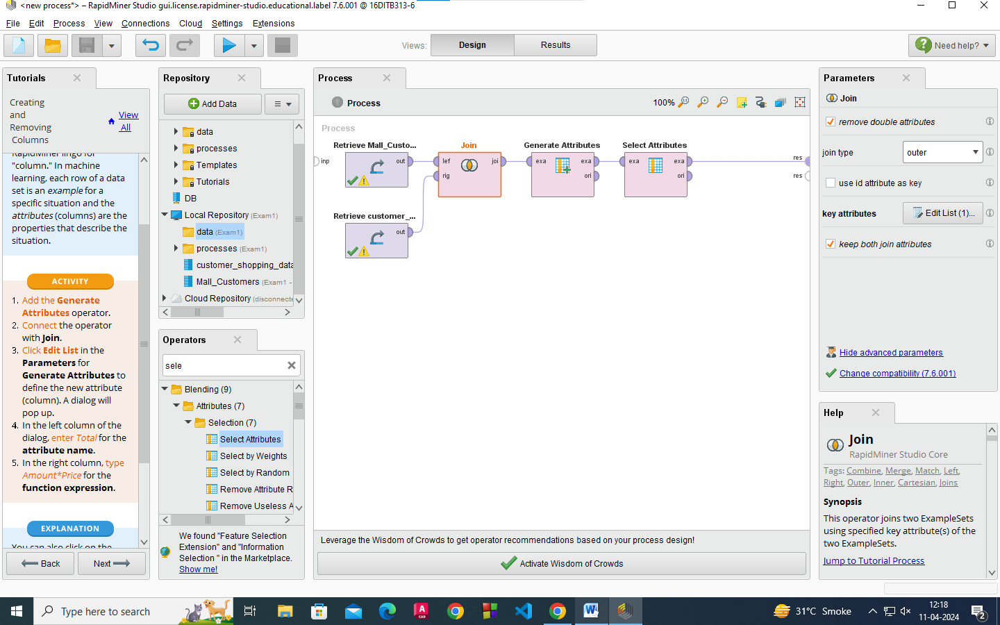 <new process*> – RapidMiner Studio gui.license.rapidminer-studio.educational.label 7.6.001 @ 16DITB313-6
File Edit Process View Connections Cloud Settings Extensions
Views: Design Results Need help?
Tutorials
Creating
and
Removing
Columns
View
All
"column." In machine
learning, each row of a data
set is an example for a
specific situation and the
attributes (columns) are the
properties that describe the
situation.
ACTIVITY
1. Add the Generate
Attributes operator.
2. Connect the operator
with Join.
3. Click Edit List in the
Parameters for
Generate Attributes to
define the new attribute
(column). A dialog will
pop up.
4. In the left column of the
dialog, enter Total for the
attribute name.
5. In the right column, type
Amount*Price for the
function expression.
EXPLANATION
You can also click on the
Back Next
Repository
Add Data
data
processes
Templates
Tutorials
DB
Local Repository (Exam1)
data (Exam1)
processes (Exam1)
customer_shopping_data
Mall_Customers (Exam1 -
Cloud Repository (disconnecte
Operators
sele
Blending (9)
Attributes (7)
Selection (7)
Select Attributes
Select by Weights
Select by Random
Remove Attribute R
Remove Useless A
We found "Feature Selection
Extension" and "Information
Selection " in the Marketplace.
Show me!
Process
Process
100%
Process
Retrieve Mall_Custo... Join Generate Attributes Select Attributes
inp out lef joi exa exa exa exa res
rig ori ori res
Retrieve customer_...
out
Leverage the Wisdom of Crowds to get operator recommendations based on your process design!
Activate Wisdom of Crowds
Parameters
Join
remove double attributes
join type outer
use id attribute as key
key attributes Edit List (1)...
keep both join attributes
Hide advanced parameters
Change compatibility (7.6.001)
Help
Join
RapidMiner Studio Core
Tags: Combine, Merge, Match, Left,
Right, Outer, Inner, Cartesian, Joins
Synopsis
This operator joins two ExampleSets
using specified key attribute(s) of the
two ExampleSets.
Jump to Tutorial Process
Type here to search
31°C Smoke
12:18
11-04-2024
2